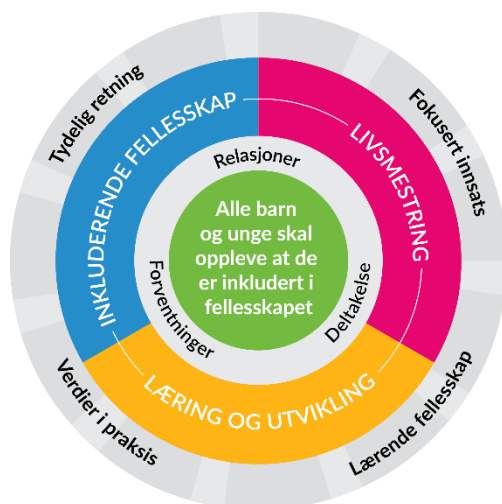 Tydelig retning
Fokusert innsats
INKLUDERENDE FELLESSKAP
LIVSMESTRING
Relasjoner
Alle barn
og unge skal
oppleve at de
er inkludert i
fellesskapet
Forventninger
Deltakelse
LÆRING OG UTVIKLING
Verdier i praksis
Lærende fellesskap